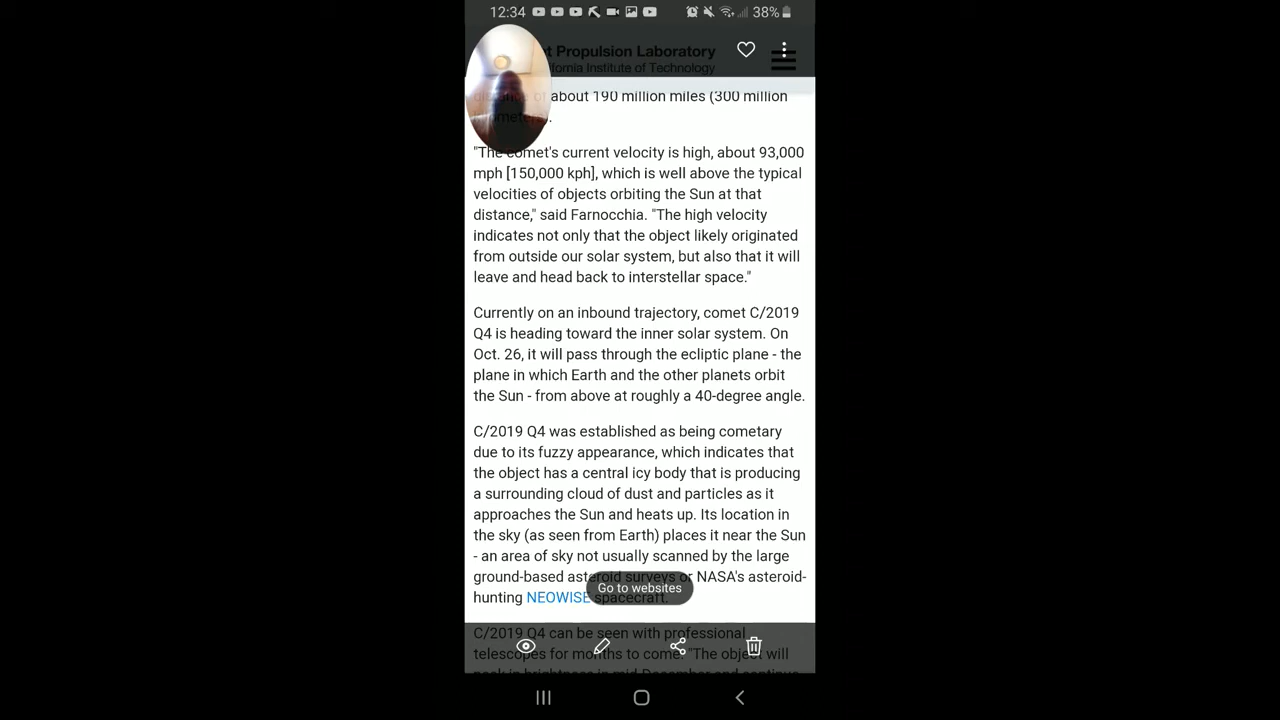 12:34 38%
t Propulsion Laboratory
fornia Institute of Technology
about 190 million miles (300 million
"The comet's current velocity is high, about 93,000
mph [150,000 kph], which is well above the typical
velocities of objects orbiting the Sun at that
distance," said Farnocchia. "The high velocity
indicates not only that the object likely originated
from outside our solar system, but also that it will
leave and head back to interstellar space."
Currently on an inbound trajectory, comet C/2019
Q4 is heading toward the inner solar system. On
Oct. 26, it will pass through the ecliptic plane - the
plane in which Earth and the other planets orbit
the Sun - from above at roughly a 40-degree angle.
C/2019 Q4 was established as being cometary
due to its fuzzy appearance, which indicates that
the object has a central icy body that is producing
a surrounding cloud of dust and particles as it
approaches the Sun and heats up. Its location in
the sky (as seen from Earth) places it near the Sun
- an area of sky not usually scanned by the large
ground-based asteroid surveys or NASA's asteroid-
Go to websites
hunting NEOWISE spacecraft.
C/2019 Q4 can be seen with professional
telescopes for months to come. "The object will